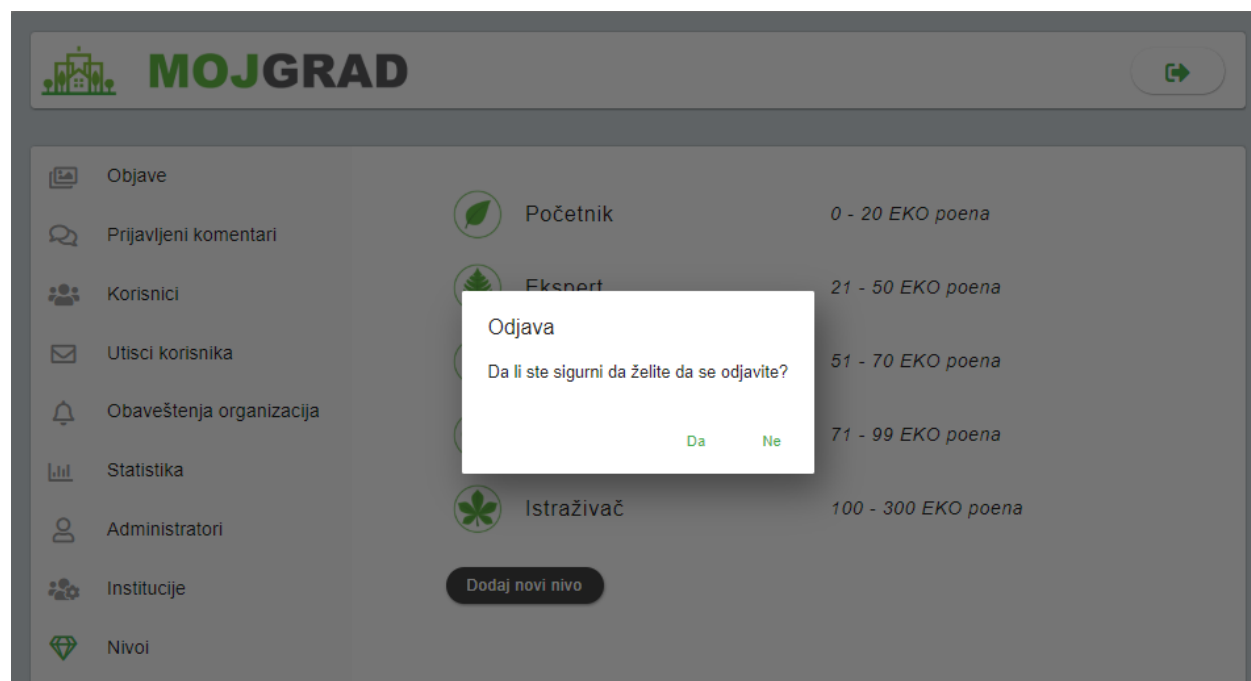 MOJGRAD
Objave
Prijavljeni komentari
Korisnici
Utisci korisnika
Obaveštenja organizacija
Statistika
Administratori
Institucije
Nivoi
Početnik 0 - 20 EKO poena
Ekspert 21 - 50 EKO poena
51 - 70 EKO poena
71 - 99 EKO poena
Istraživač 100 - 300 EKO poena
Dodaj novi nivo
Odjava
Da li ste sigurni da želite da se odjavite?
Da Ne